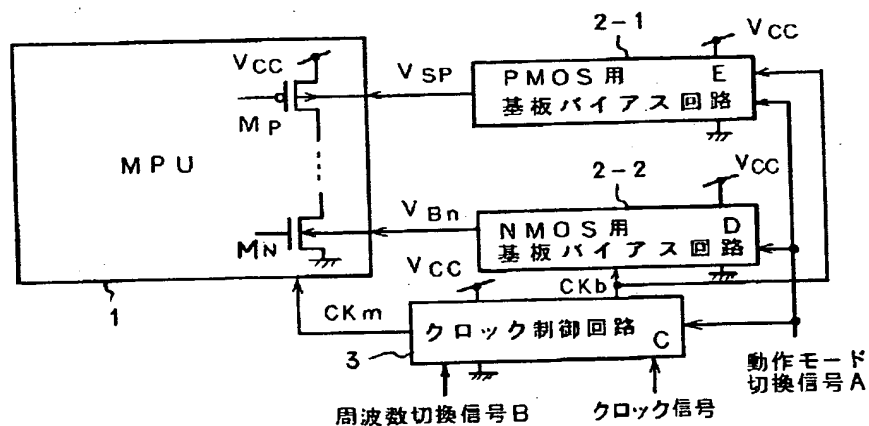 2-1
VCC
VCC
VSP
PMOS用 E
基板バイアス回路
MP
MPU
2-2
VCC
VBn
NMOS用 D
基板バイアス回路
MN
VCC
CKb
1
CKm
クロック制御回路 C
3
動作モード
切換信号A
周波数切換信号B
クロック信号